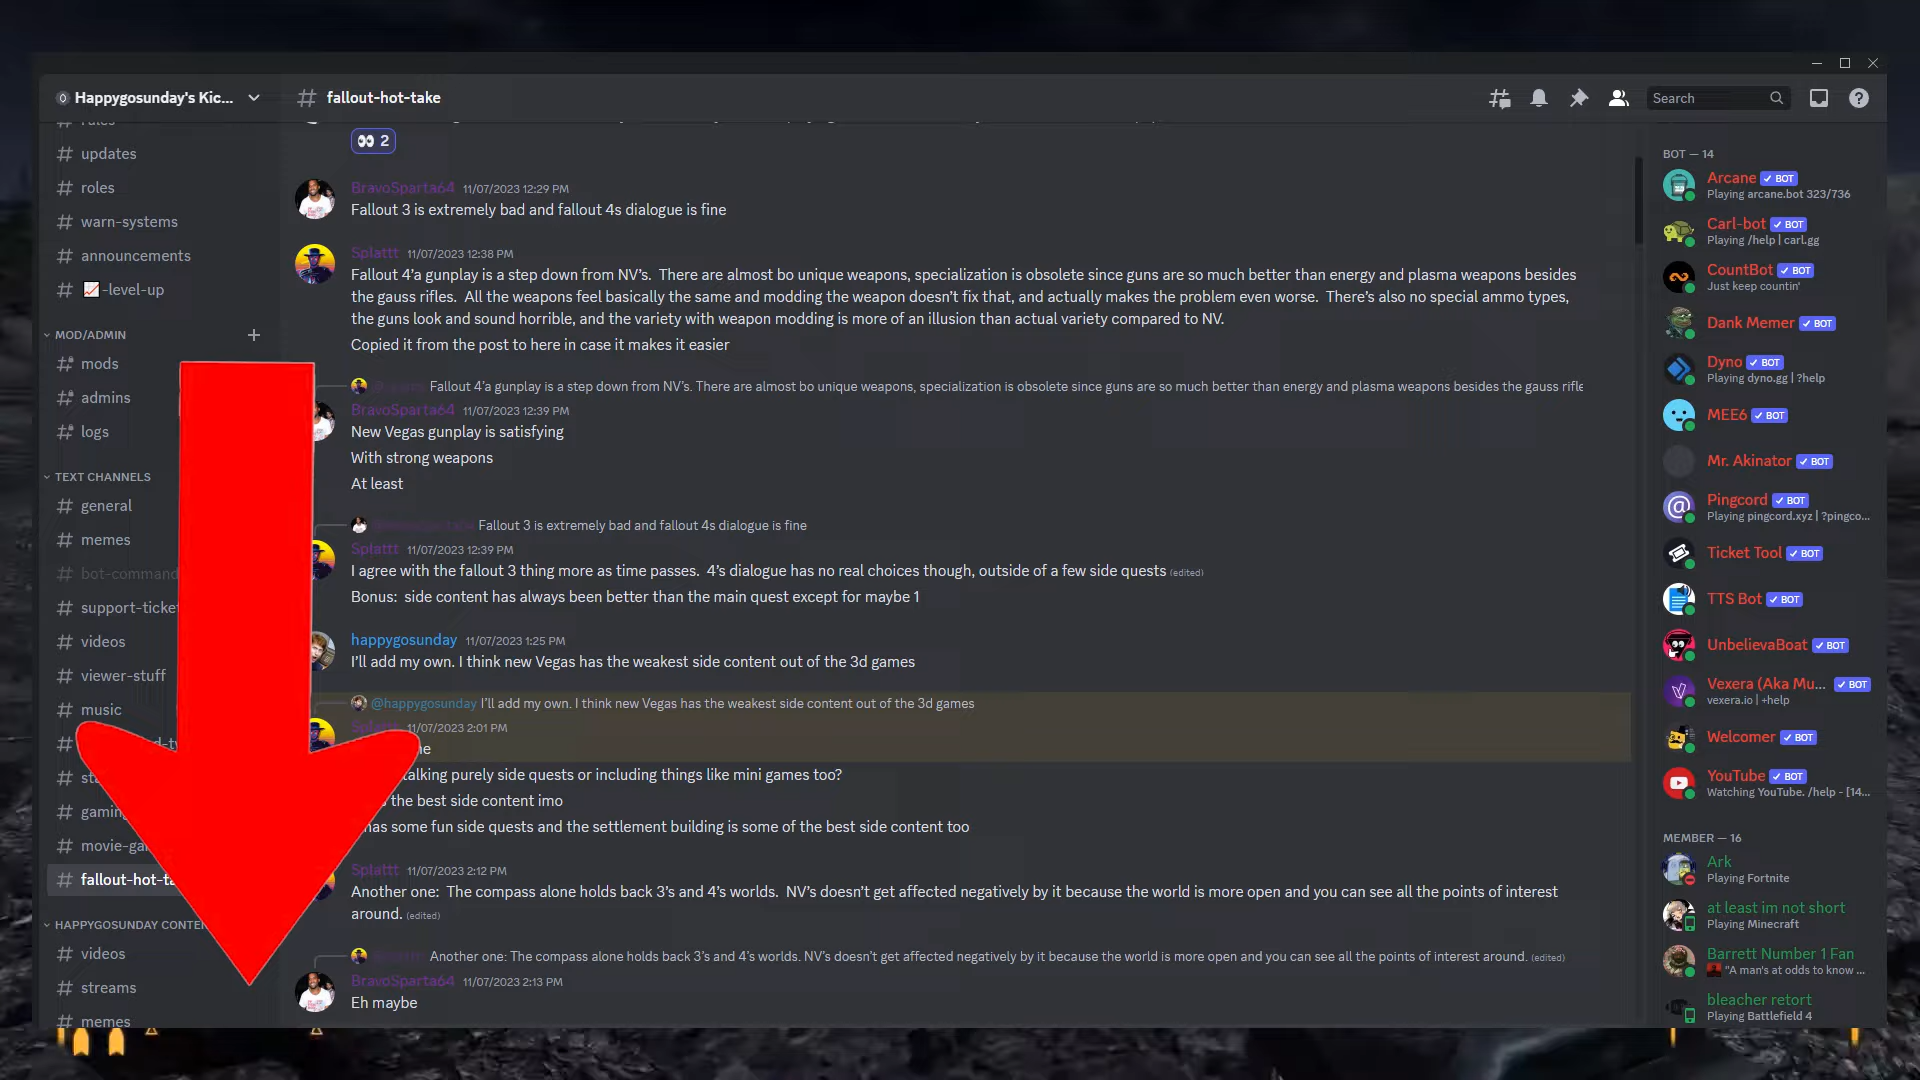 Happygosunday's Kic...
# fallout-hot-take
Search
# rules
# updates
# roles
# warn-systems
# announcements
# 📈-level-up
MOD/ADMIN
mods
admins
logs
TEXT CHANNELS
# general
# memes
# bot-command
# support-ticke
# videos
# viewer-stuff
# music
#
# st
# gaming
# movie-ga
# fallout-hot-ta
HAPPYGOSUNDAY CONTEN
# videos
# streams
# memes
👀 2
BravoSparta64 11/07/2023 12:29 PM
Fallout 3 is extremely bad and fallout 4s dialogue is fine
Splattt 11/07/2023 12:38 PM
Fallout 4'a gunplay is a step down from NV's. There are almost bo unique weapons, specialization is obsolete since guns are so much better than energy and plasma weapons besides
the gauss rifles. All the weapons feel basically the same and modding the weapon doesn't fix that, and actually makes the problem even worse. There's also no special ammo types,
the guns look and sound horrible, and the variety with weapon modding is more of an illusion than actual variety compared to NV.
Copied it from the post to here in case it makes it easier
Fallout 4'a gunplay is a step down from NV's. There are almost bo unique weapons, specialization is obsolete since guns are so much better than energy and plasma weapons besides the gauss rifle
BravoSparta64 11/07/2023 12:39 PM
New Vegas gunplay is satisfying
With strong weapons
At least
Fallout 3 is extremely bad and fallout 4s dialogue is fine
Splattt 11/07/2023 12:39 PM
I agree with the fallout 3 thing more as time passes. 4's dialogue has no real choices though, outside of a few side quests (edited)
Bonus: side content has always been better than the main quest except for maybe 1
happygosunday 11/07/2023 1:25 PM
I'll add my own. I think new Vegas has the weakest side content out of the 3d games
@happygosunday I'll add my own. I think new Vegas has the weakest side content out of the 3d games
Splattt 11/07/2023 2:01 PM
talking purely side quests or including things like mini games too?
the best side content imo
has some fun side quests and the settlement building is some of the best side content too
Splattt 11/07/2023 2:12 PM
Another one: The compass alone holds back 3's and 4's worlds. NV's doesn't get affected negatively by it because the world is more open and you can see all the points of interest
around. (edited)
Another one: The compass alone holds back 3's and 4's worlds. NV's doesn't get affected negatively by it because the world is more open and you can see all the points of interest around. (edited)
BravoSparta64 11/07/2023 2:13 PM
Eh maybe
BOT — 14
Arcane ✓ BOT
Playing arcane.bot 323/736
Carl-bot ✓ BOT
Playing /help | carl.gg
CountBot ✓ BOT
Just keep countin'
Dank Memer ✓ BOT
Dyno ✓ BOT
Playing dyno.gg | ?help
MEE6 ✓ BOT
Mr. Akinator ✓ BOT
Pingcord ✓ BOT
Playing pingcord.xyz | ?pingco...
Ticket Tool ✓ BOT
TTS Bot ✓ BOT
UnbelievaBoat ✓ BOT
Vexera (Aka Mu... ✓ BOT
vexera.io | +help
Welcomer ✓ BOT
YouTube ✓ BOT
Watching YouTube. /help - [14...
MEMBER — 16
Ark
Playing Fortnite
at least im not short
Playing Minecraft
Barrett Number 1 Fan
"A man's at odds to know ...
bleacher retort
Playing Battlefield 4